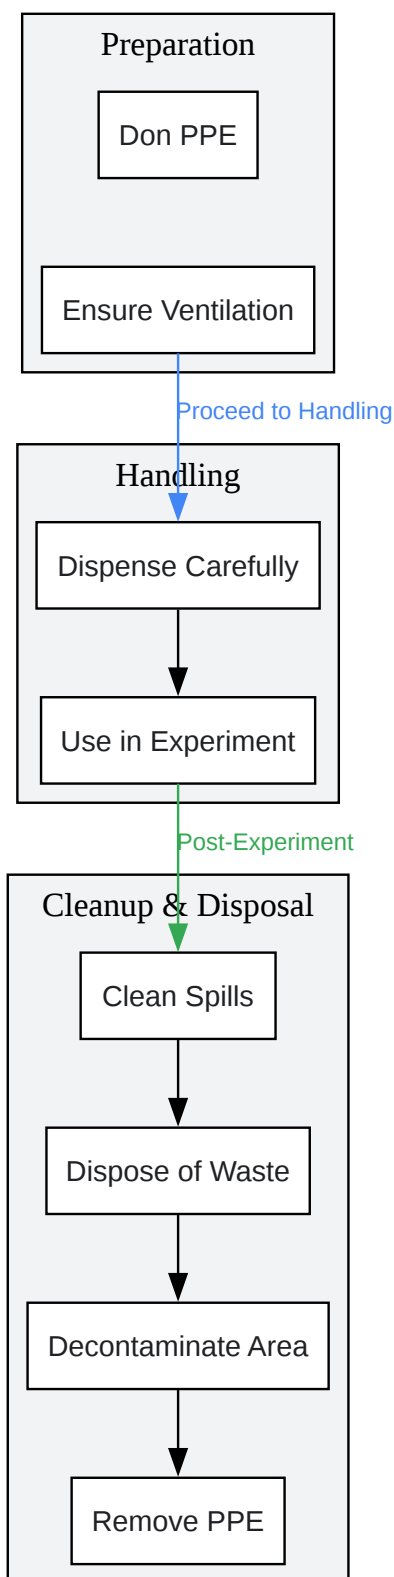 Preparation
Don PPE
Ensure Ventilation
Proceed to Handling
Handling
Dispense Carefully
Use in Experiment
Post-Experiment
Cleanup & Disposal
Clean Spills
Dispose of Waste
Decontaminate Area
Remove PPE